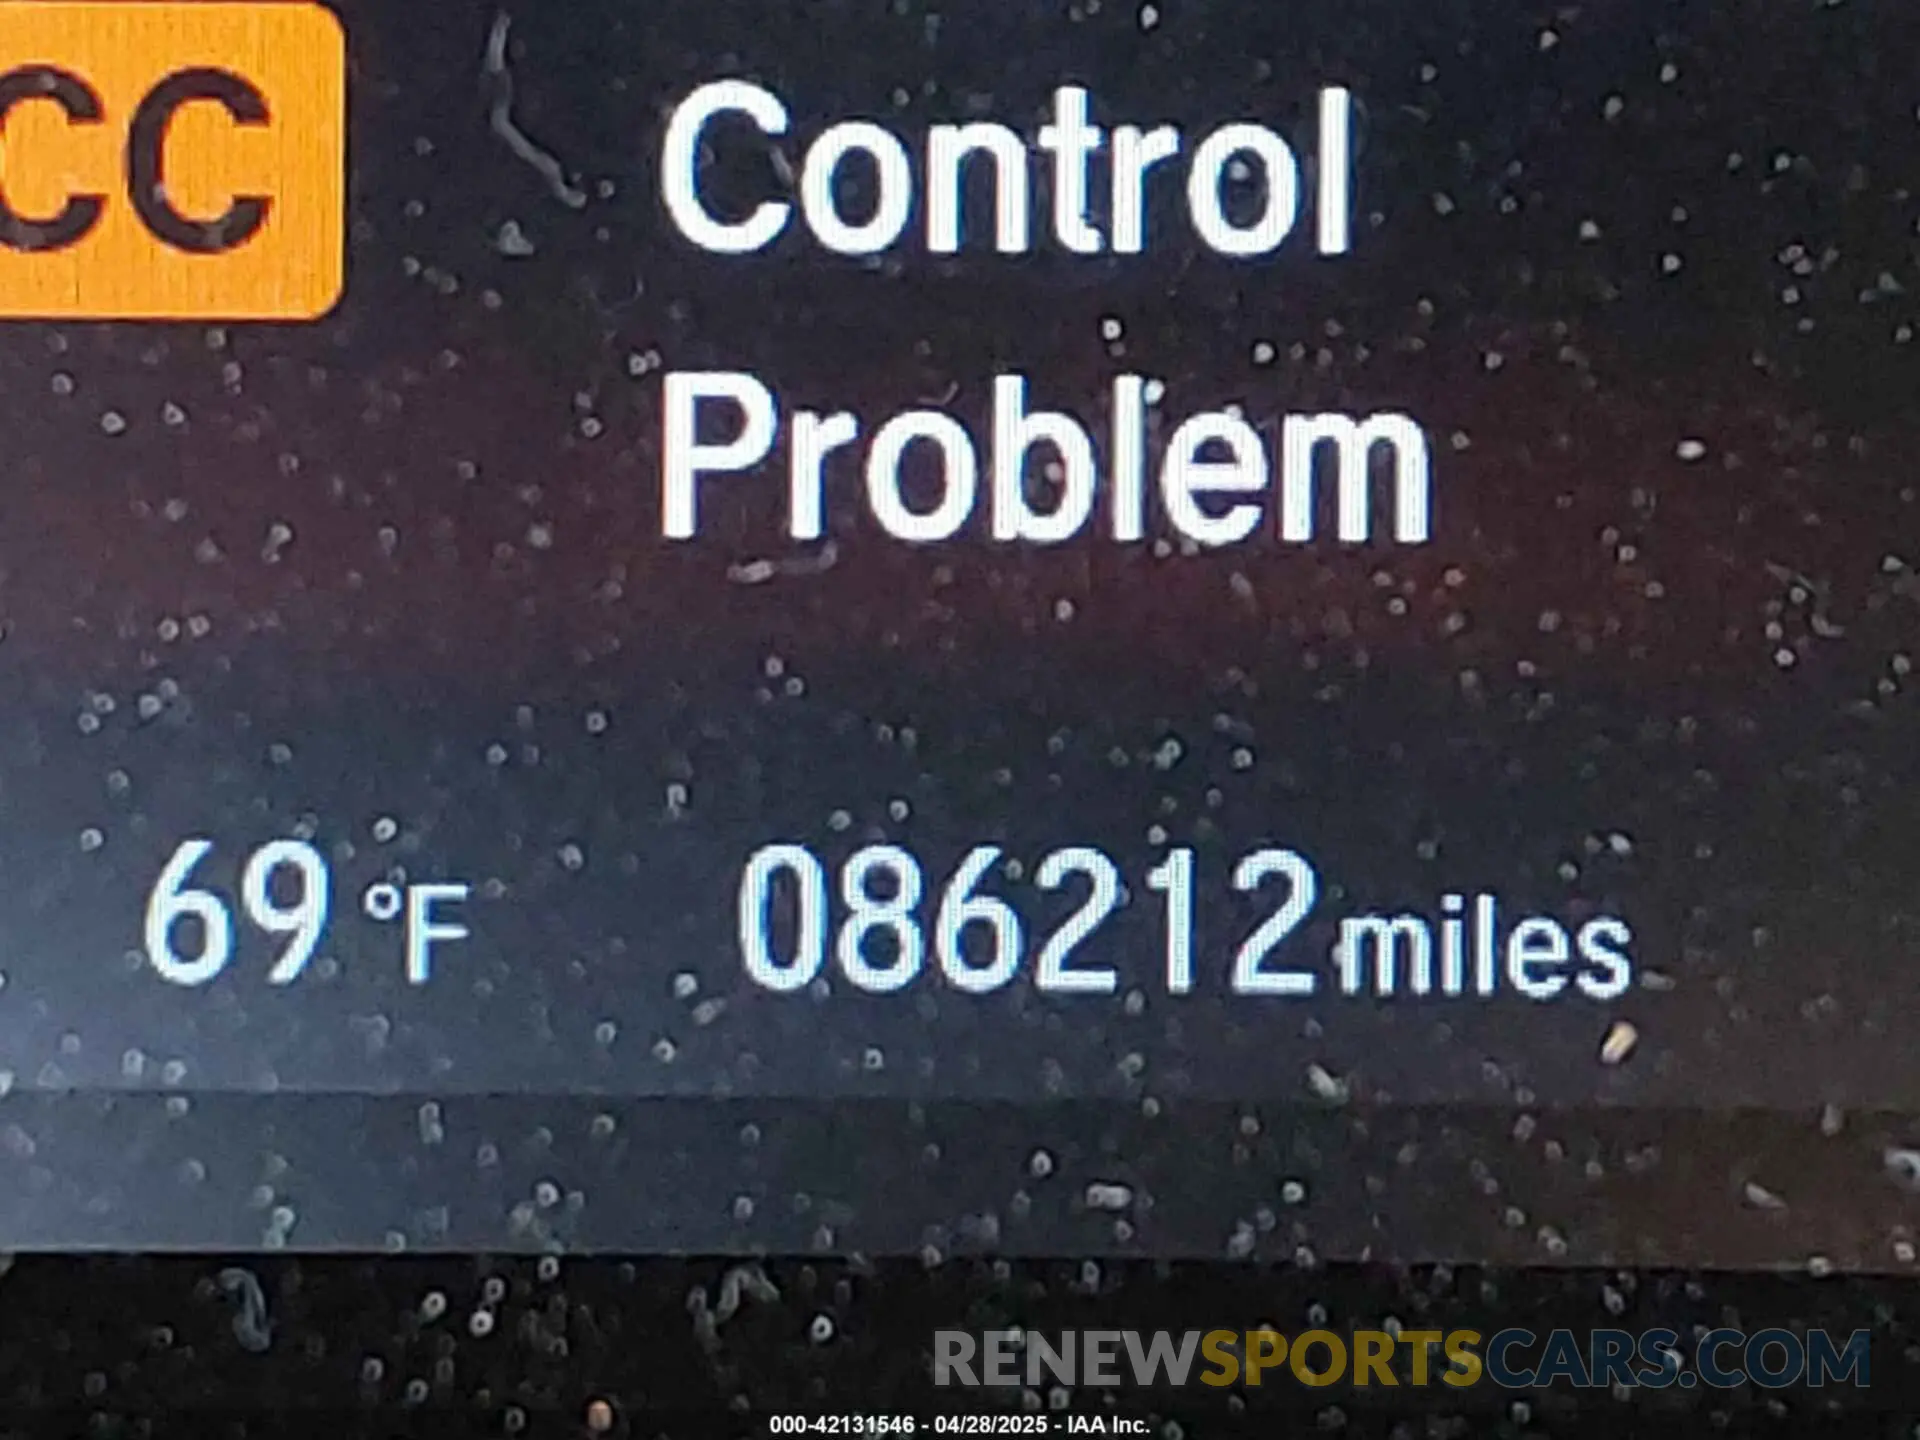 CC
Control
Problem
69 °F 086212 miles
RENEWSPORTSCARS.COM
000-42131546 - 04/28/2025 - IAA Inc.